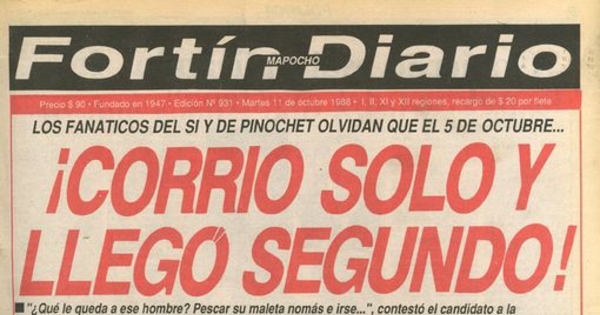 Fortín Diario
MAPOCHO
Precio $ 90 • Fundado en 1947 • Edición Nº 931 • Martes 11 de octubre 1988 • I, II, XI y XII regiones, recargo de $ 20 por flete
LOS FANATICOS DEL SI Y DE PINOCHET OLVIDAN QUE EL 5 DE OCTUBRE...
¡CORRIO SOLO Y
LLEGO SEGUNDO!
"¿Qué le queda a ese hombre? Pescar su maleta nomás e irse...", contestó el candidato a la